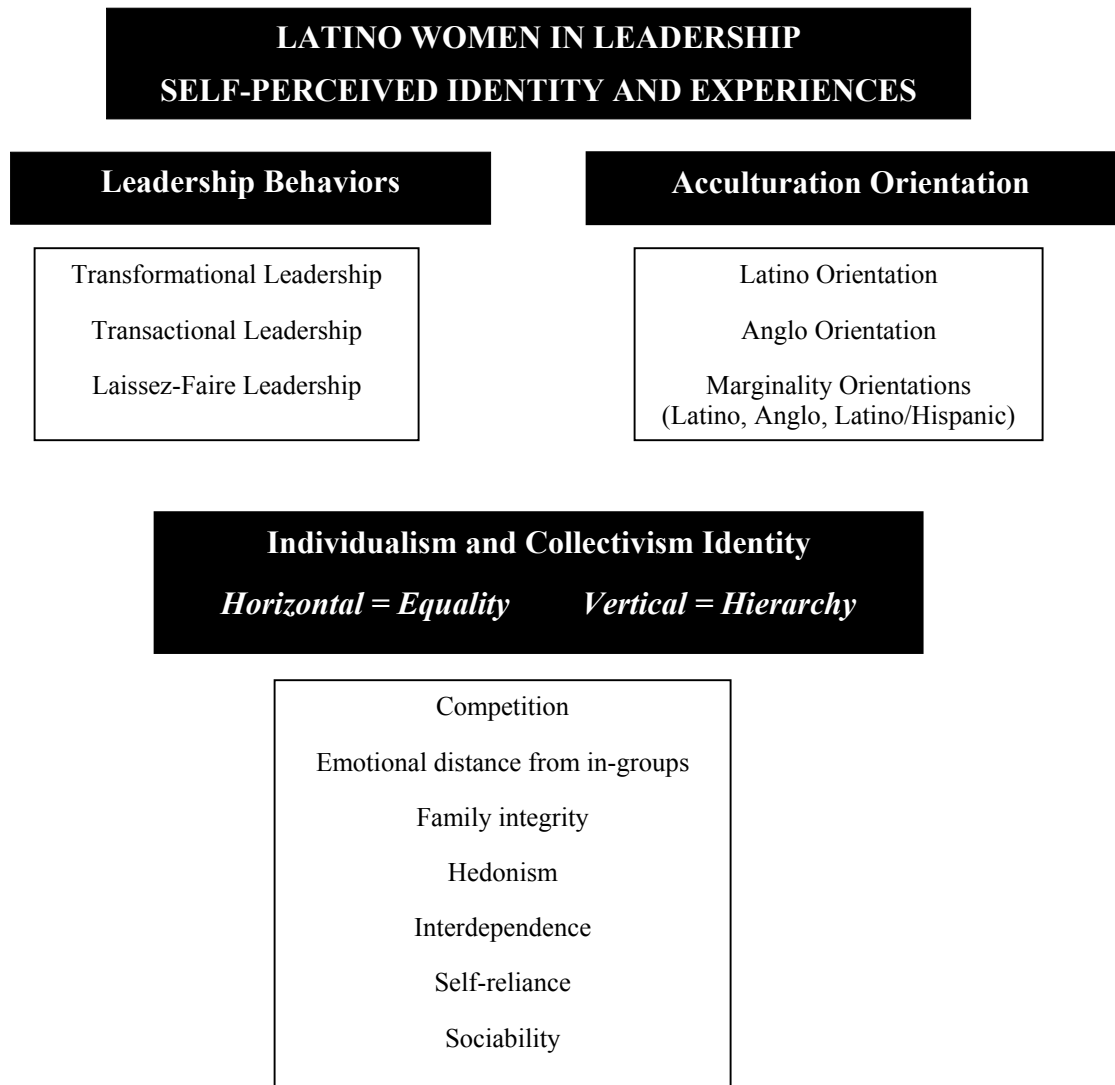 LATINO WOMEN IN LEADERSHIP
SELF-PERCEIVED IDENTITY AND EXPERIENCES
Leadership Behaviors
Transformational Leadership
Transactional Leadership
Laissez-Faire Leadership
Acculturation Orientation
Latino Orientation
Anglo Orientation
Marginality Orientations
(Latino, Anglo, Latino/Hispanic)
Individualism and Collectivism Identity
Horizontal = Equality Vertical = Hierarchy
Competition
Emotional distance from in-groups
Family integrity
Hedonism
Interdependence
Self-reliance
Sociability